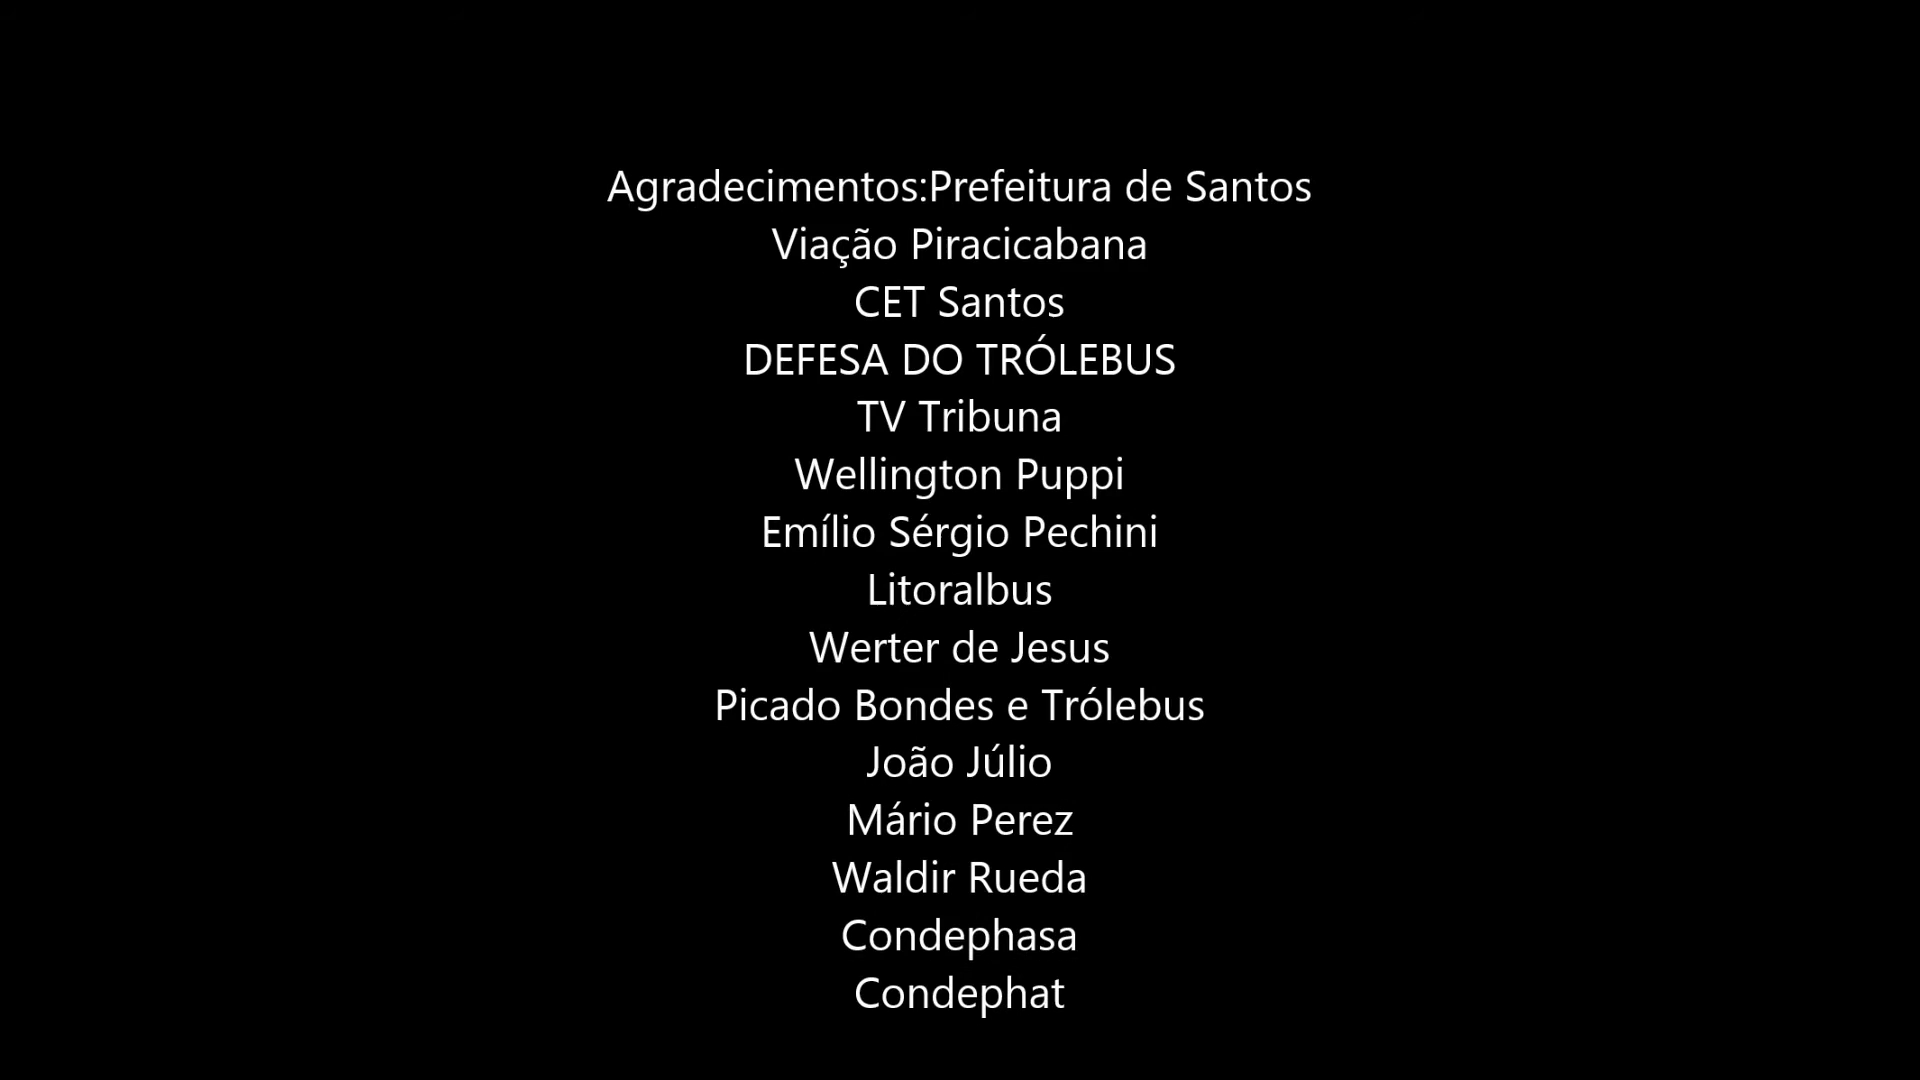 Agradecimentos:Prefeitura de Santos
Viação Piracicabana
CET Santos
DEFESA DO TRÓLEBUS
TV Tribuna
Wellington Puppi
Emílio Sérgio Pechini
Litoralbus
Werter de Jesus
Picado Bondes e Trólebus
João Júlio
Mário Perez
Waldir Rueda
Condephasa
Condephat